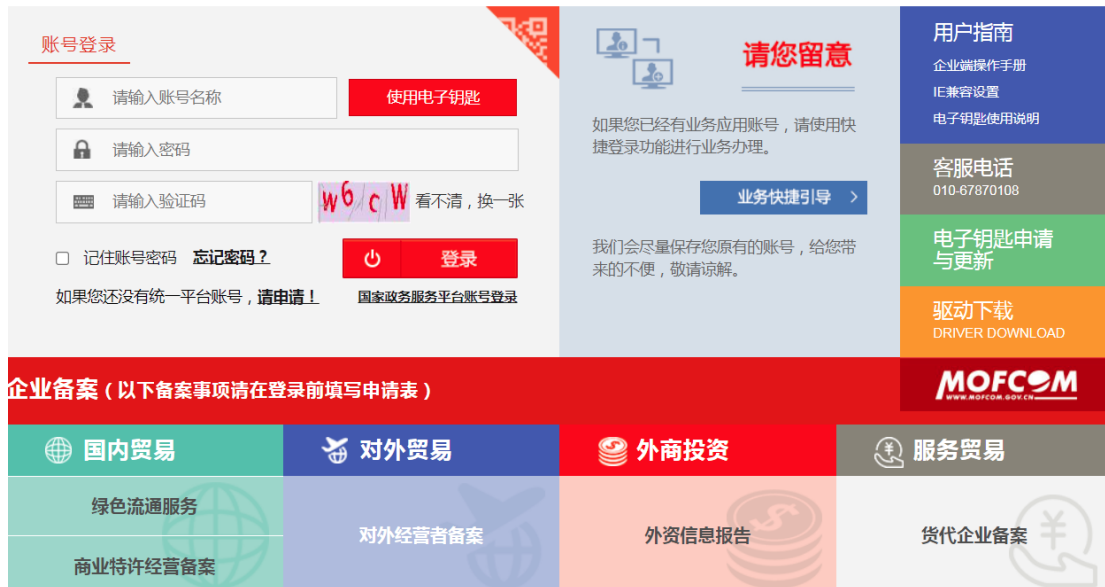 账号登录
请输入账号名称
使用电子钥匙
请输入密码
请输入验证码
w6cW
看不清，换一张
记住账号密码
忘记密码？
登录
如果您还没有统一平台账号，请申请！
国家政务服务平台账号登录
请您留意
如果您已经有业务应用账号，请使用快
捷登录功能进行业务办理。
业务快捷引导
我们会尽量保存您原有的账号，给您带
来的不便，敬请谅解。
用户指南
企业端操作手册
IE兼容设置
电子钥匙使用说明
客服电话
010-67870108
电子钥匙申请
与更新
驱动下载
DRIVER DOWNLOAD
企业备案（以下备案事项请在登录前填写申请表）
MOFCOM
WWW.MOFCOM.GOV.CN
国内贸易
对外贸易
外商投资
服务贸易
绿色流通服务
商业特许经营备案
对外经营者备案
外资信息报告
货代企业备案